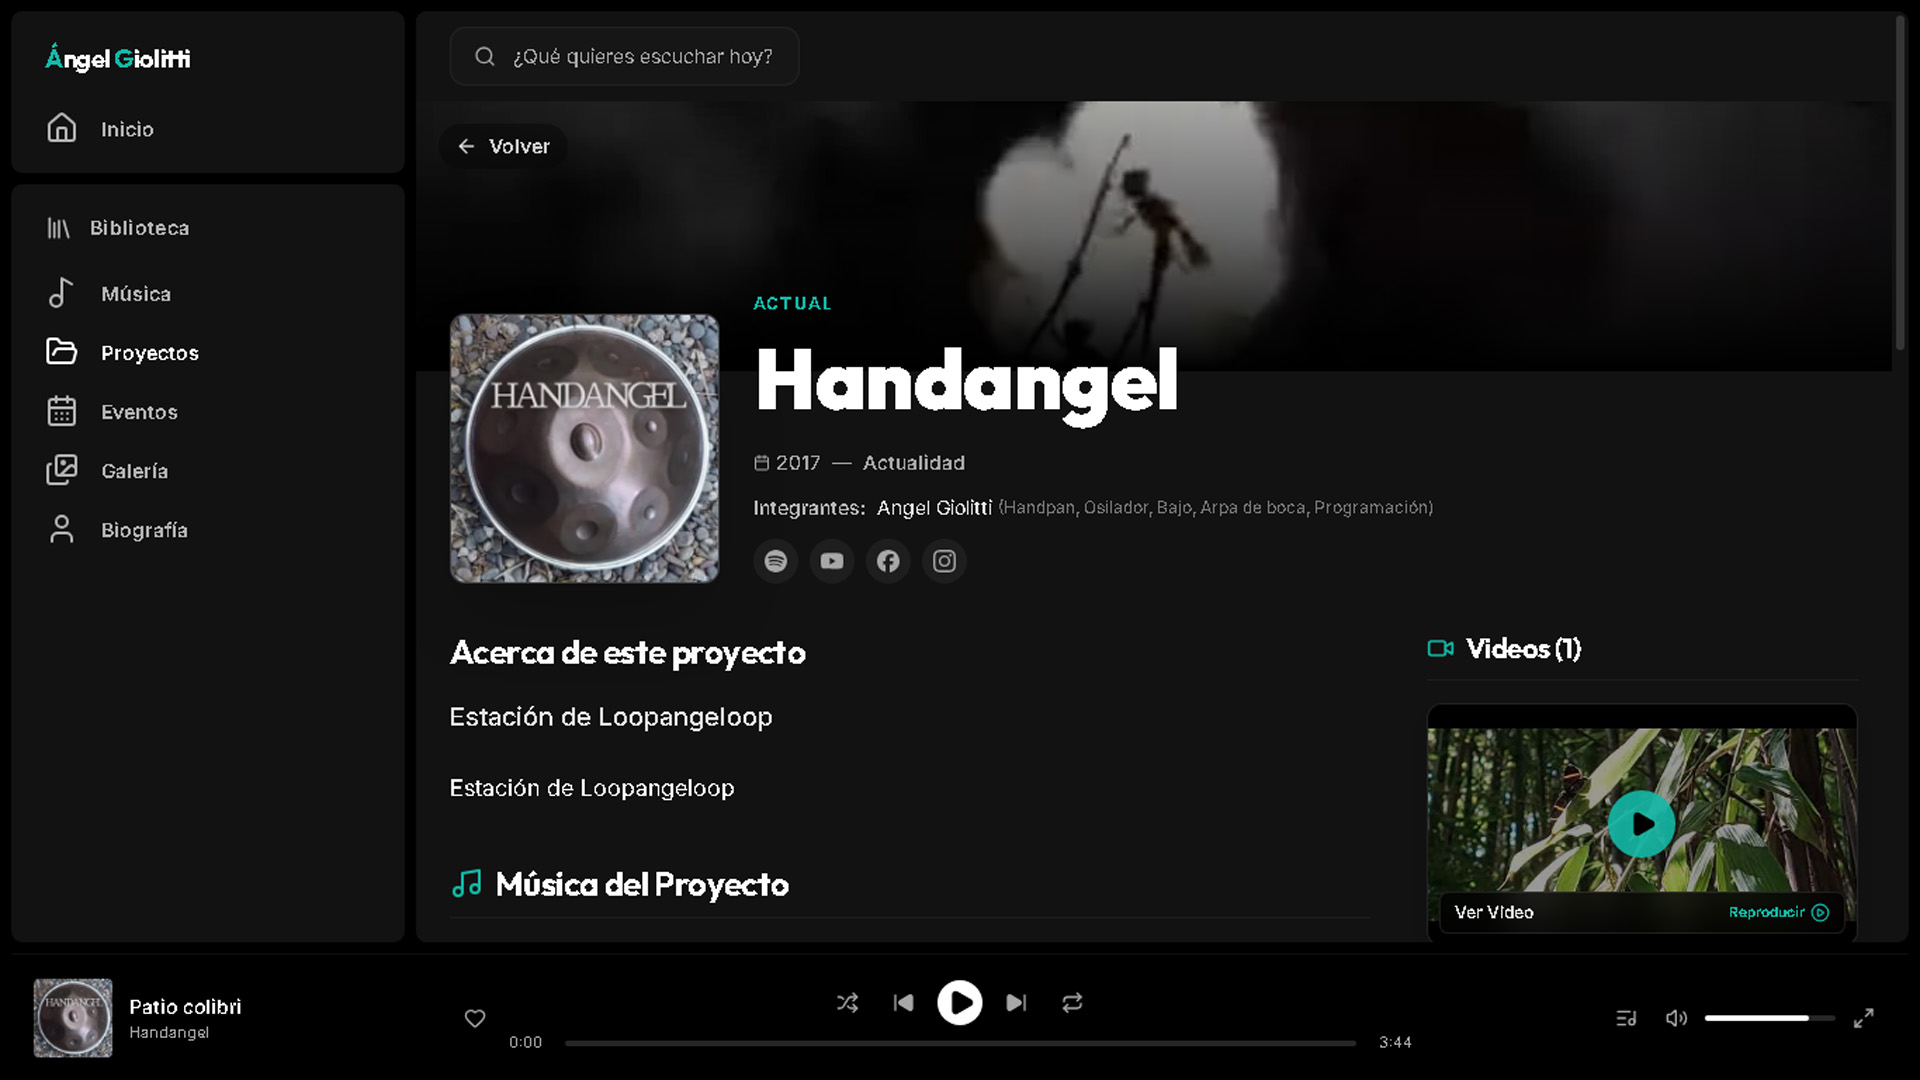 Ángel Giolitti
Inicio
Biblioteca
Música
Proyectos
Eventos
Galería
Biografía
¿Qué quieres escuchar hoy?
Volver
ACTUAL
HANDANGEL
Handangel
2017 — Actualidad
Integrantes: Angel Giolitti (Handpan, Osilador, Bajo, Arpa de boca, Programación)
Acerca de este proyecto
Estación de Loopangeloop
Estación de Loopangeloop
Música del Proyecto
Videos (1)
Ver Video
Reproducir
HANDANGEL
Patio colibri
Handangel
0:00
3:44